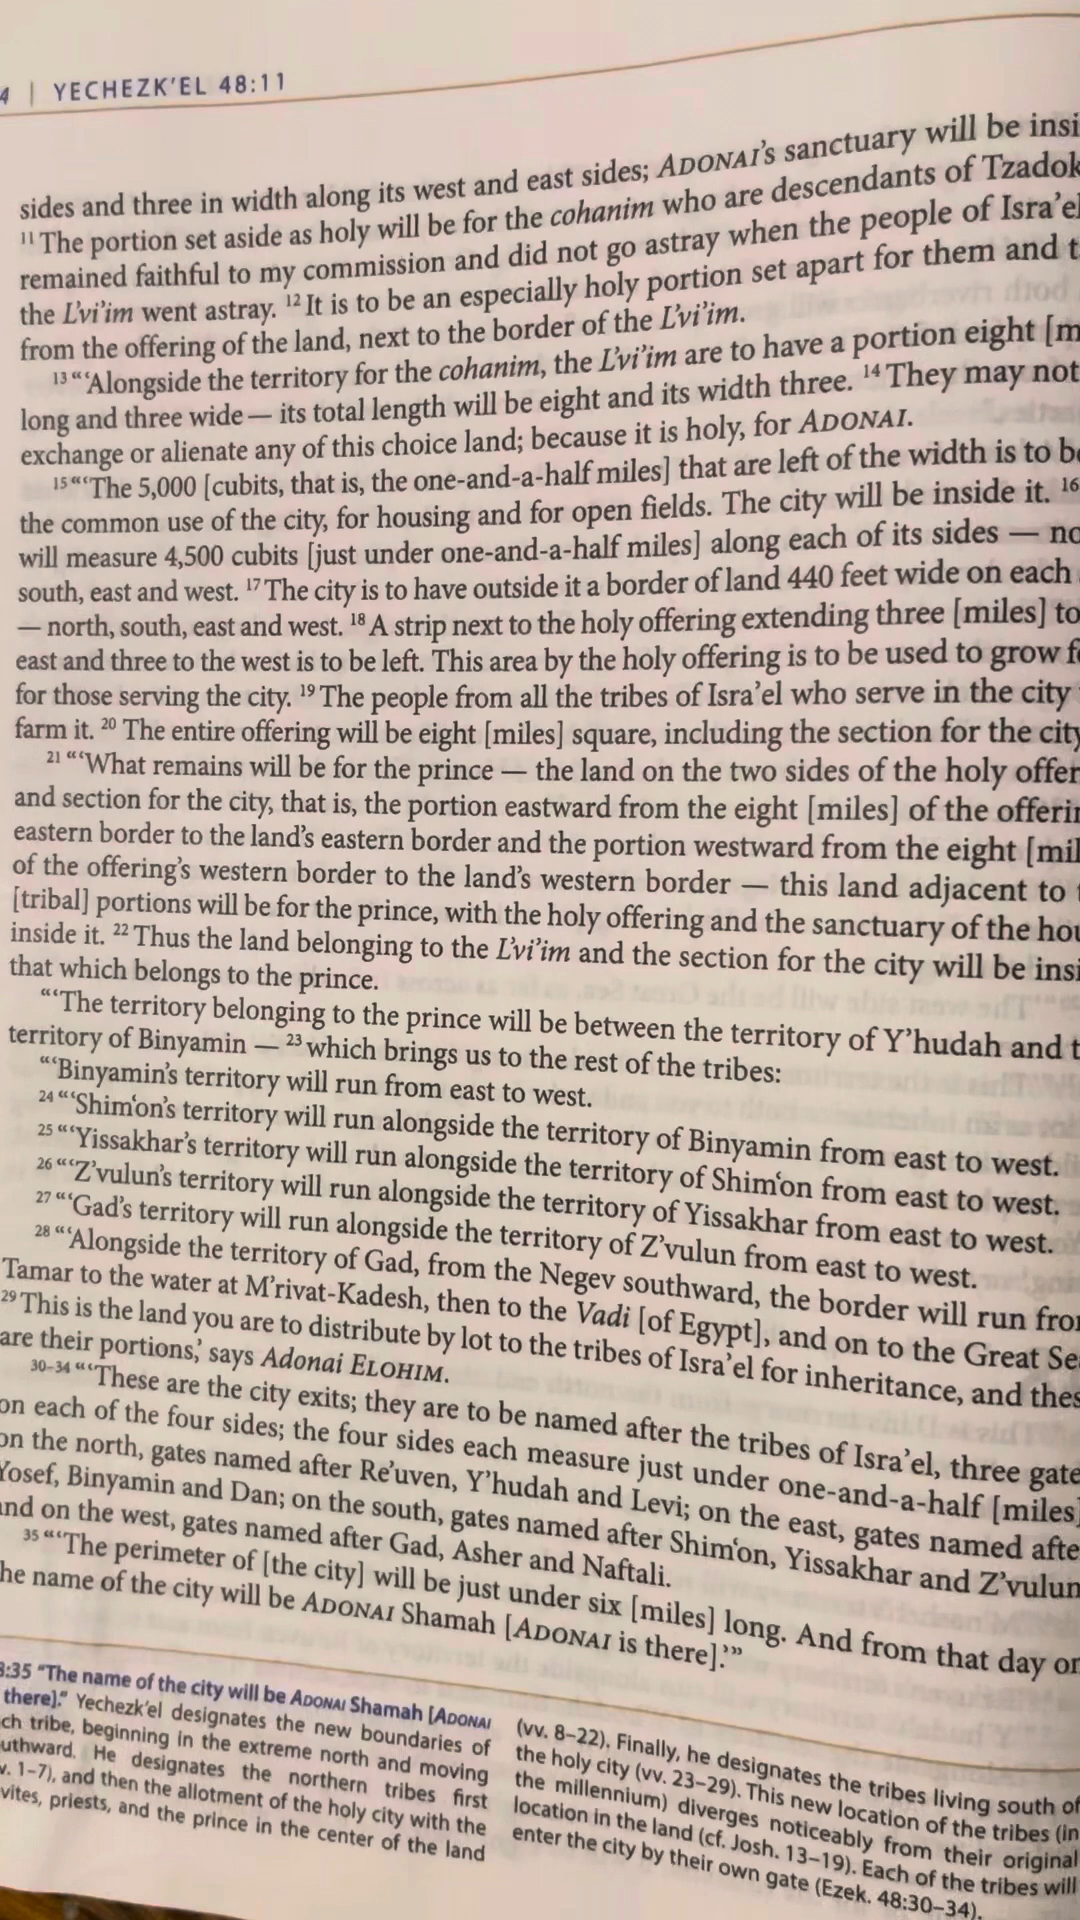 4 | YECHEZK'EL 48:11
sides and three in width along its west and east sides; ADONAI's sanctuary will be insi
11 The portion set aside as holy will be for the cohanim who are descendants of Tzadok
remained faithful to my commission and did not go astray when the people of Isra'el
the L'vi'im went astray. 12 It is to be an especially holy portion set apart for them and t
from the offering of the land, next to the border of the L'vi'im.
13 "'Alongside the territory for the cohanim, the L'vi'im are to have a portion eight [m
long and three wide — its total length will be eight and its width three. 14 They may not
exchange or alienate any of this choice land; because it is holy, for ADONAI.
15 "'The 5,000 [cubits, that is, the one-and-a-half miles] that are left of the width is to be
the common use of the city, for housing and for open fields. The city will be inside it. 16
will measure 4,500 cubits [just under one-and-a-half miles] along each of its sides — no
south, east and west. 17 The city is to have outside it a border of land 440 feet wide on each
— north, south, east and west. 18 A strip next to the holy offering extending three [miles] to
east and three to the west is to be left. This area by the holy offering is to be used to grow f
for those serving the city. 19 The people from all the tribes of Isra'el who serve in the city
farm it. 20 The entire offering will be eight [miles] square, including the section for the city
21 "'What remains will be for the prince — the land on the two sides of the holy offer
and section for the city, that is, the portion eastward from the eight [miles] of the offerin
eastern border to the land's eastern border and the portion westward from the eight [mil
of the offering's western border to the land's western border — this land adjacent to t
[tribal] portions will be for the prince, with the holy offering and the sanctuary of the hou
inside it. 22 Thus the land belonging to the L'vi'im and the section for the city will be insi
that which belongs to the prince.
"'The territory belonging to the prince will be between the territory of Y'hudah and t
territory of Binyamin — 23 which brings us to the rest of the tribes:
"'Binyamin's territory will run from east to west.
24 "'Shim'on's territory will run alongside the territory of Binyamin from east to west.
25 "'Yissakhar's territory will run alongside the territory of Shim'on from east to west.
26 "'Z'vulun's territory will run alongside the territory of Yissakhar from east to west.
27 "'Gad's territory will run alongside the territory of Z'vulun from east to west.
28 "'Alongside the territory of Gad, from the Negev southward, the border will run from
Tamar to the water at M'rivat-Kadesh, then to the Vadi [of Egypt], and on to the Great Se
29 This is the land you are to distribute by lot to the tribes of Isra'el for inheritance, and thes
are their portions,' says Adonai ELOHIM.
30–34 "'These are the city exits; they are to be named after the tribes of Isra'el, three gate
on each of the four sides; the four sides each measure just under one-and-a-half [miles]
on the north, gates named after Re'uven, Y'hudah and Levi; on the east, gates named afte
Yosef, Binyamin and Dan; on the south, gates named after Shim'on, Yissakhar and Z'vulun
and on the west, gates named after Gad, Asher and Naftali.
35 "'The perimeter of [the city] will be just under six [miles] long. And from that day on
he name of the city will be ADONAI Shamah [ADONAI is there].'"
8:35 "The name of the city will be ADONAI Shamah [ADONAI
there]." Yechezk'el designates the new boundaries of
ch tribe, beginning in the extreme north and moving
uthward. He designates the northern tribes first
v. 1–7), and then the allotment of the holy city with the
vites, priests, and the prince in the center of the land
(vv. 8–22). Finally, he designates the tribes living south of
the holy city (vv. 23–29). This new location of the tribes (in
the millennium) diverges noticeably from their original
location in the land (cf. Josh. 13–19). Each of the tribes will
enter the city by their own gate (Ezek. 48:30–34).